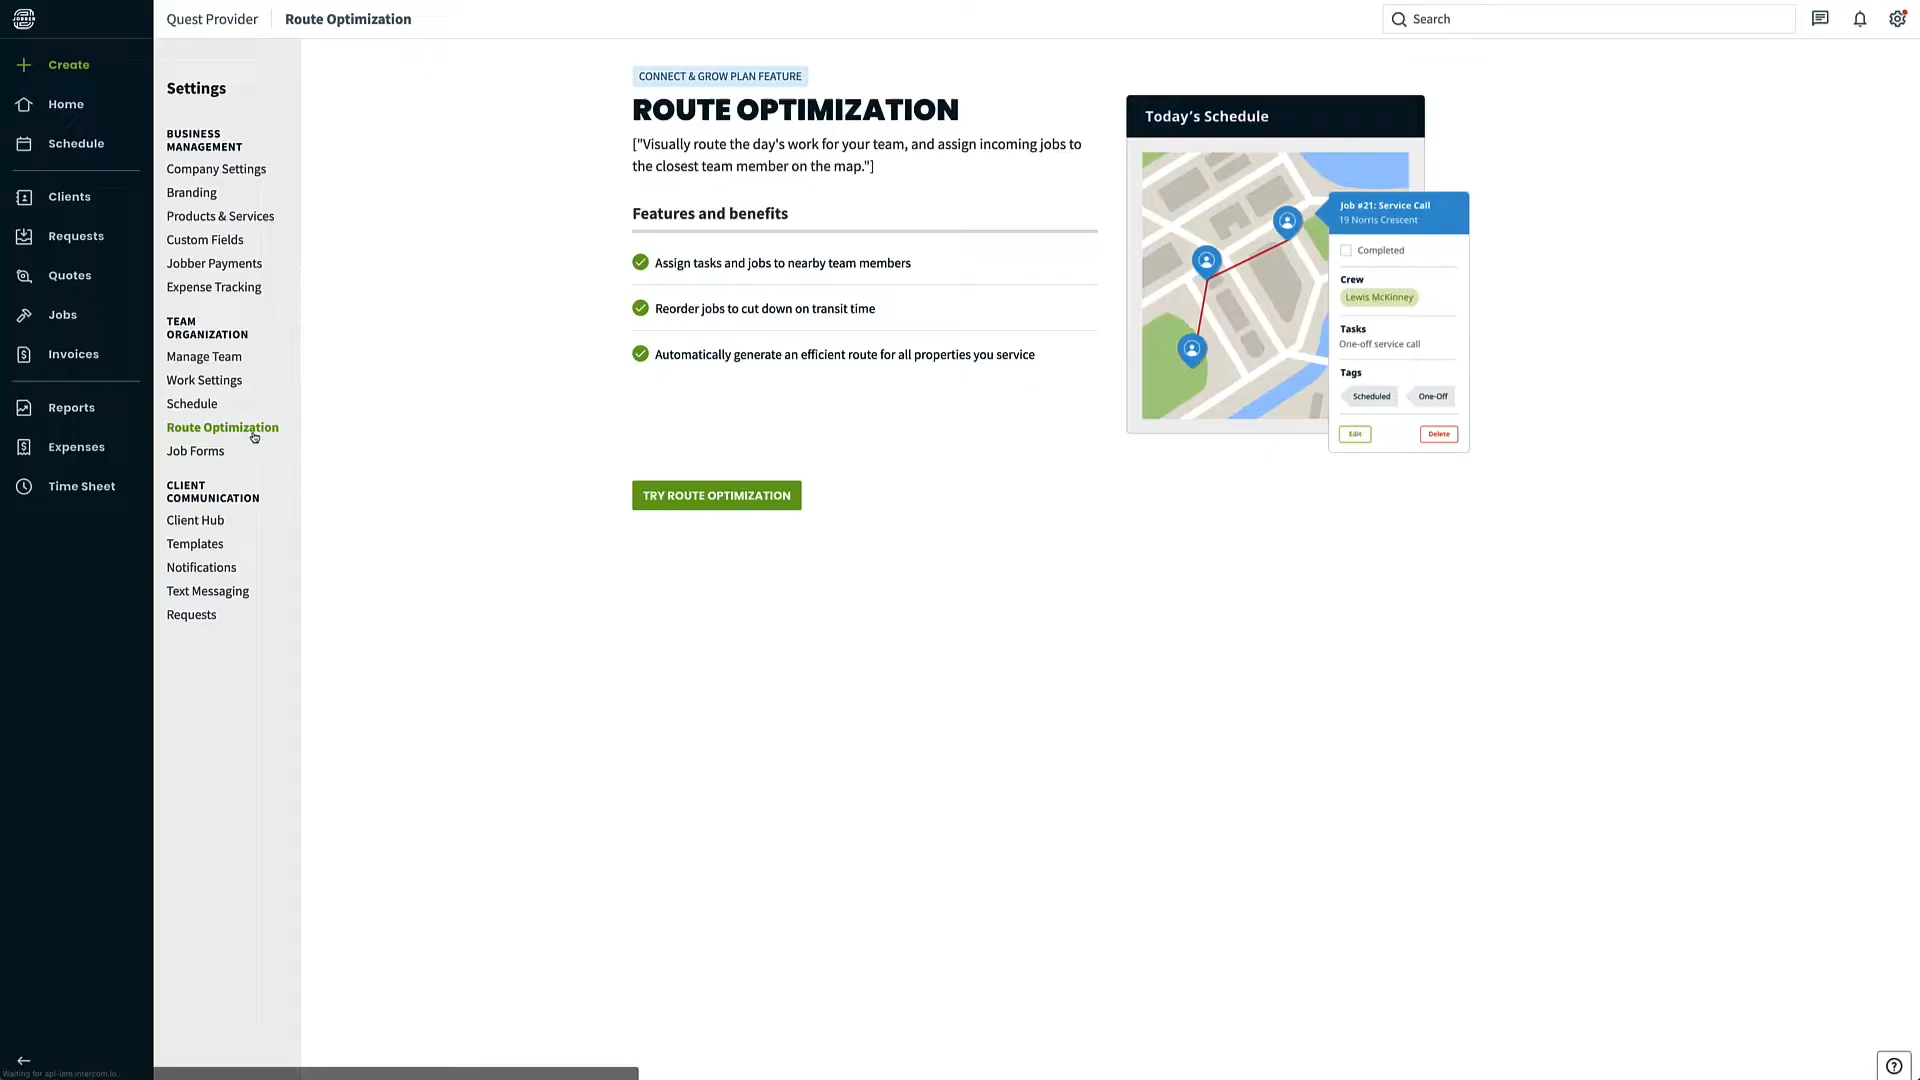 JOBBER
Quest Provider
Route Optimization
Search
Create
Home
Schedule
Clients
Requests
Quotes
Jobs
Invoices
Reports
Expenses
Time Sheet
Waiting for api-iam.intercom.io...
Settings
BUSINESS
MANAGEMENT
Company Settings
Branding
Products & Services
Custom Fields
Jobber Payments
Expense Tracking
TEAM
ORGANIZATION
Manage Team
Work Settings
Schedule
Route Optimization
Job Forms
CLIENT
COMMUNICATION
Client Hub
Templates
Notifications
Text Messaging
Requests
CONNECT & GROW PLAN FEATURE
ROUTE OPTIMIZATION
["Visually route the day's work for your team, and assign incoming jobs to
the closest team member on the map."]
Features and benefits
Assign tasks and jobs to nearby team members
Reorder jobs to cut down on transit time
Automatically generate an efficient route for all properties you service
TRY ROUTE OPTIMIZATION
Today's Schedule
Job #21: Service Call
19 Norris Crescent
Completed
Crew
Lewis McKinney
Tasks
One-off service call
Tags
Scheduled
One-Off
Edit
Delete